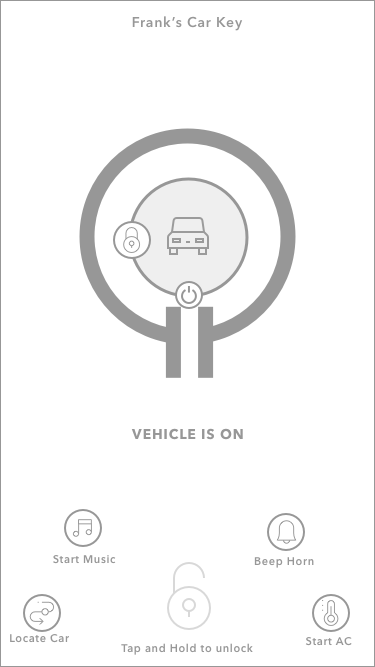 Frank's Car Key
VEHICLE IS ON
Start Music
Beep Horn
Locate Car
Tap and Hold to unlock
Start AC